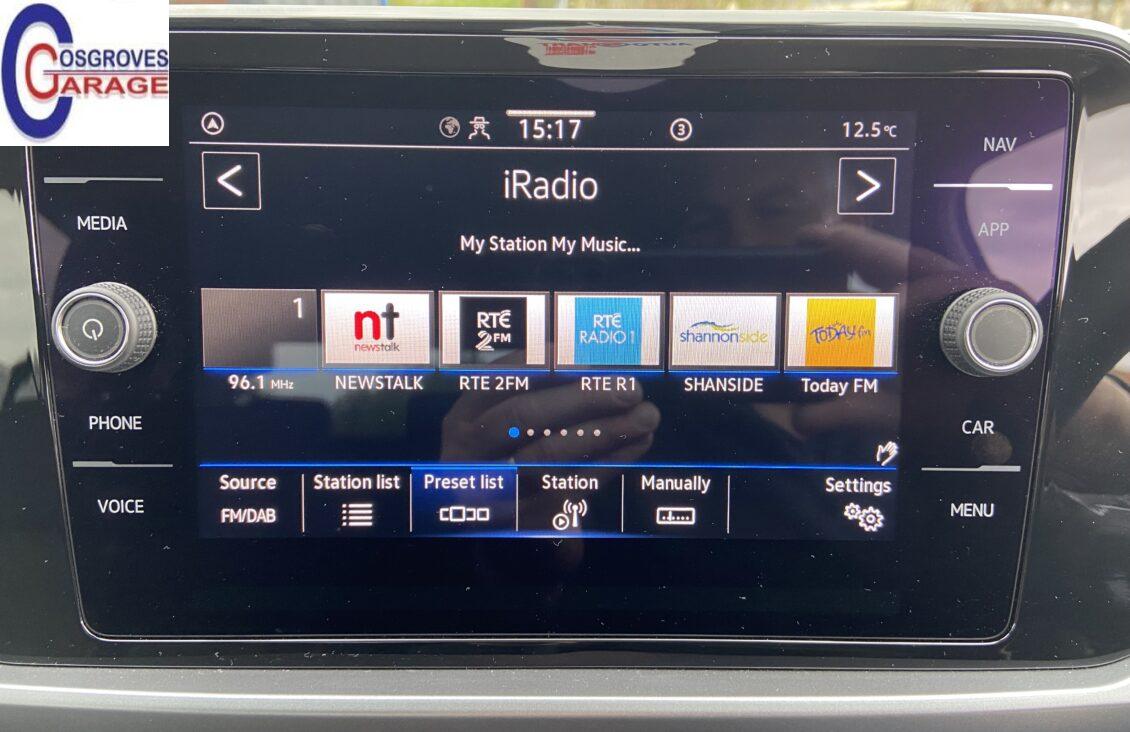 COSGROVES
GARAGE
15:17
3
12.5°C
NAV
MEDIA
APP
< iRadio >
My Station My Music...
1
nt
newstalk
RTÉ
2FM
RTÉ
RADIO 1
shannonside
TODAY fm
96.1 MHz
NEWSTALK
RTE 2FM
RTE R1
SHANSIDE
Today FM
PHONE
CAR
Source
FM/DAB
Station list
Preset list
Station
Manually
Settings
VOICE
MENU